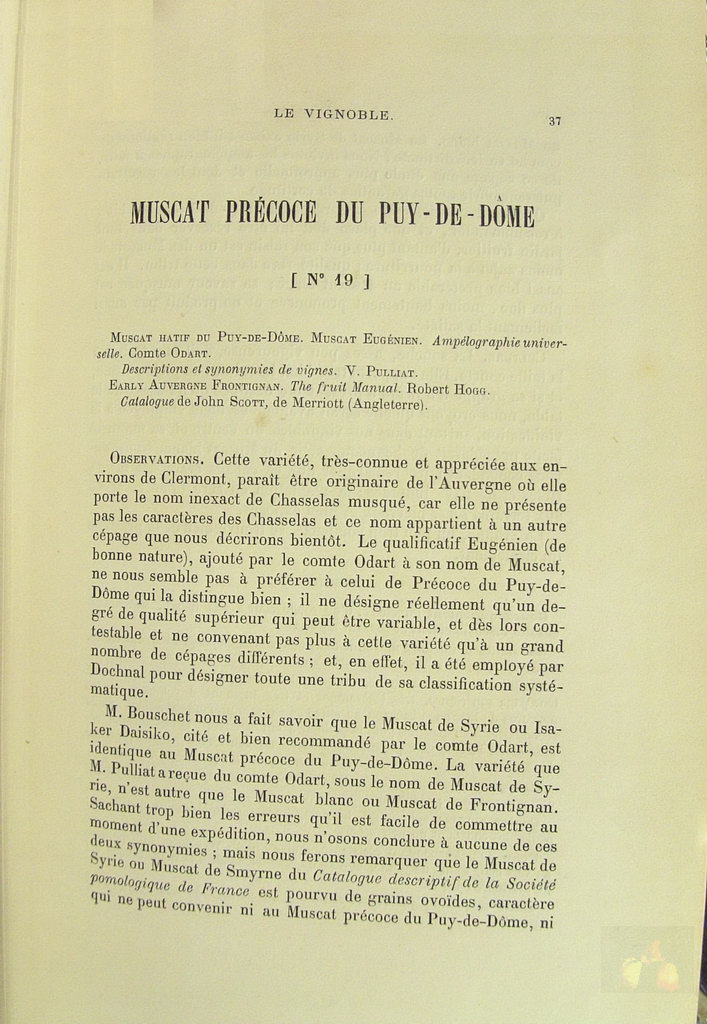 LE VIGNOBLE.
37
MUSCAT PRÉCOCE DU PUY-DE-DÔME
[ N° 19 ]
MUSCAT HATIF DU PUY-DE-DÔME. MUSCAT EUGÉNIEN. Ampélographie univer-
selle. Comte ODART.
Descriptions et synonymies de vignes. V. PULLIAT.
EARLY AUVERGNE FRONTIGNAN. The fruit Manual. Robert HOGG.
Catalogue de John SCOTT, de Merriott (Angleterre).
OBSERVATIONS. Cette variété, très-connue et appréciée aux en-
virons de Clermont, paraît être originaire de l'Auvergne où elle
porte le nom inexact de Chasselas musqué, car elle ne présente
pas les caractères des Chasselas et ce nom appartient à un autre
cépage que nous décrirons bientôt. Le qualificatif Eugénien (de
bonne nature), ajouté par le comte Odart à son nom de Muscat,
ne nous semble pas à préférer à celui de Précoce du Puy-de-
Dôme qui la distingue bien ; il ne désigne réellement qu'un de-
gré de qualité supérieur qui peut être variable, et dès lors con-
testable et ne convenant pas plus à cette variété qu'à un grand
nombre de cépages différents ; et, en effet, il a été employé par
Dochnal pour désigner toute une tribu de sa classification systé-
matique.
M. Bouschet nous a fait savoir que le Muscat de Syrie ou Isa-
ker Daisiko, cité et bien recommandé par le comte Odart, est
identique au Muscat précoce du Puy-de-Dôme. La variété que
M. Pulliat a reçue du comte Odart, sous le nom de Muscat de Sy-
rie, n'est autre que le Muscat blanc ou Muscat de Frontignan.
Sachant trop bien les erreurs qu'il est facile de commettre au
moment d'une expédition, nous n'osons conclure à aucune de ces
deux synonymies ; mais nous ferons remarquer que le Muscat de
Syrie ou Muscat de Smyrne du Catalogue descriptif de la Société
pomologique de France est pourvu de grains ovoïdes, caractère
qui ne peut convenir ni au Muscat précoce du Puy-de-Dôme, ni